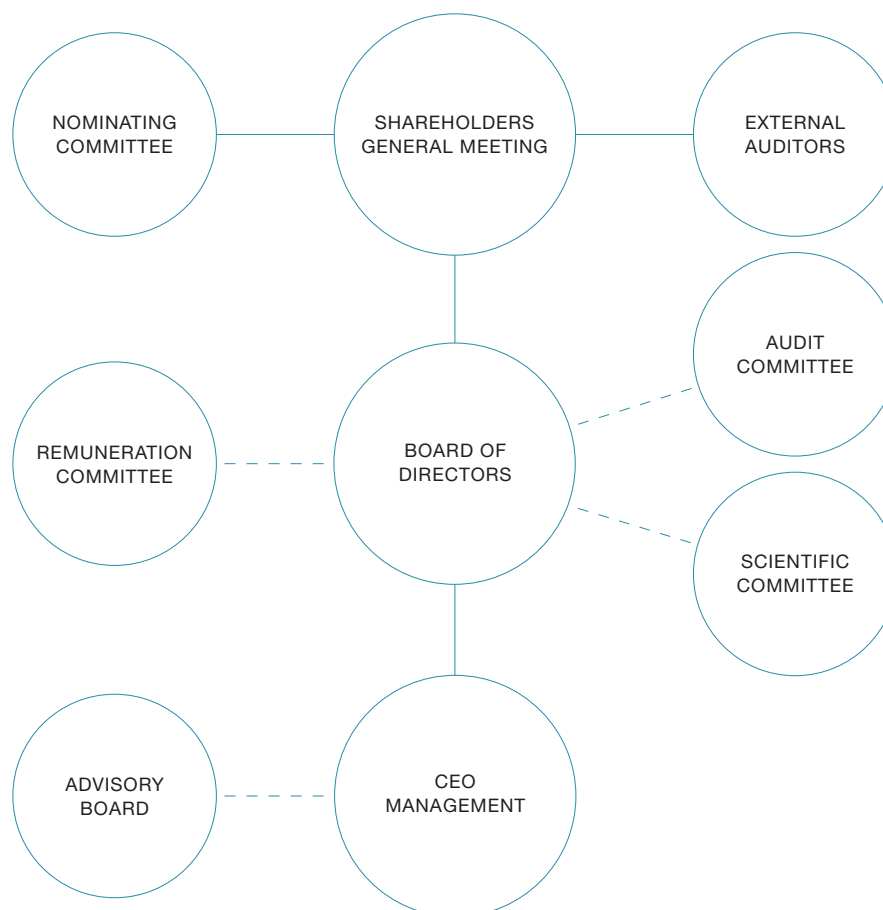 NOMINATING
COMMITTEE
SHAREHOLDERS
GENERAL MEETING
EXTERNAL
AUDITORS
AUDIT
COMMITTEE
REMUNERATION
COMMITTEE
BOARD OF
DIRECTORS
SCIENTIFIC
COMMITTEE
ADVISORY
BOARD
CEO
MANAGEMENT